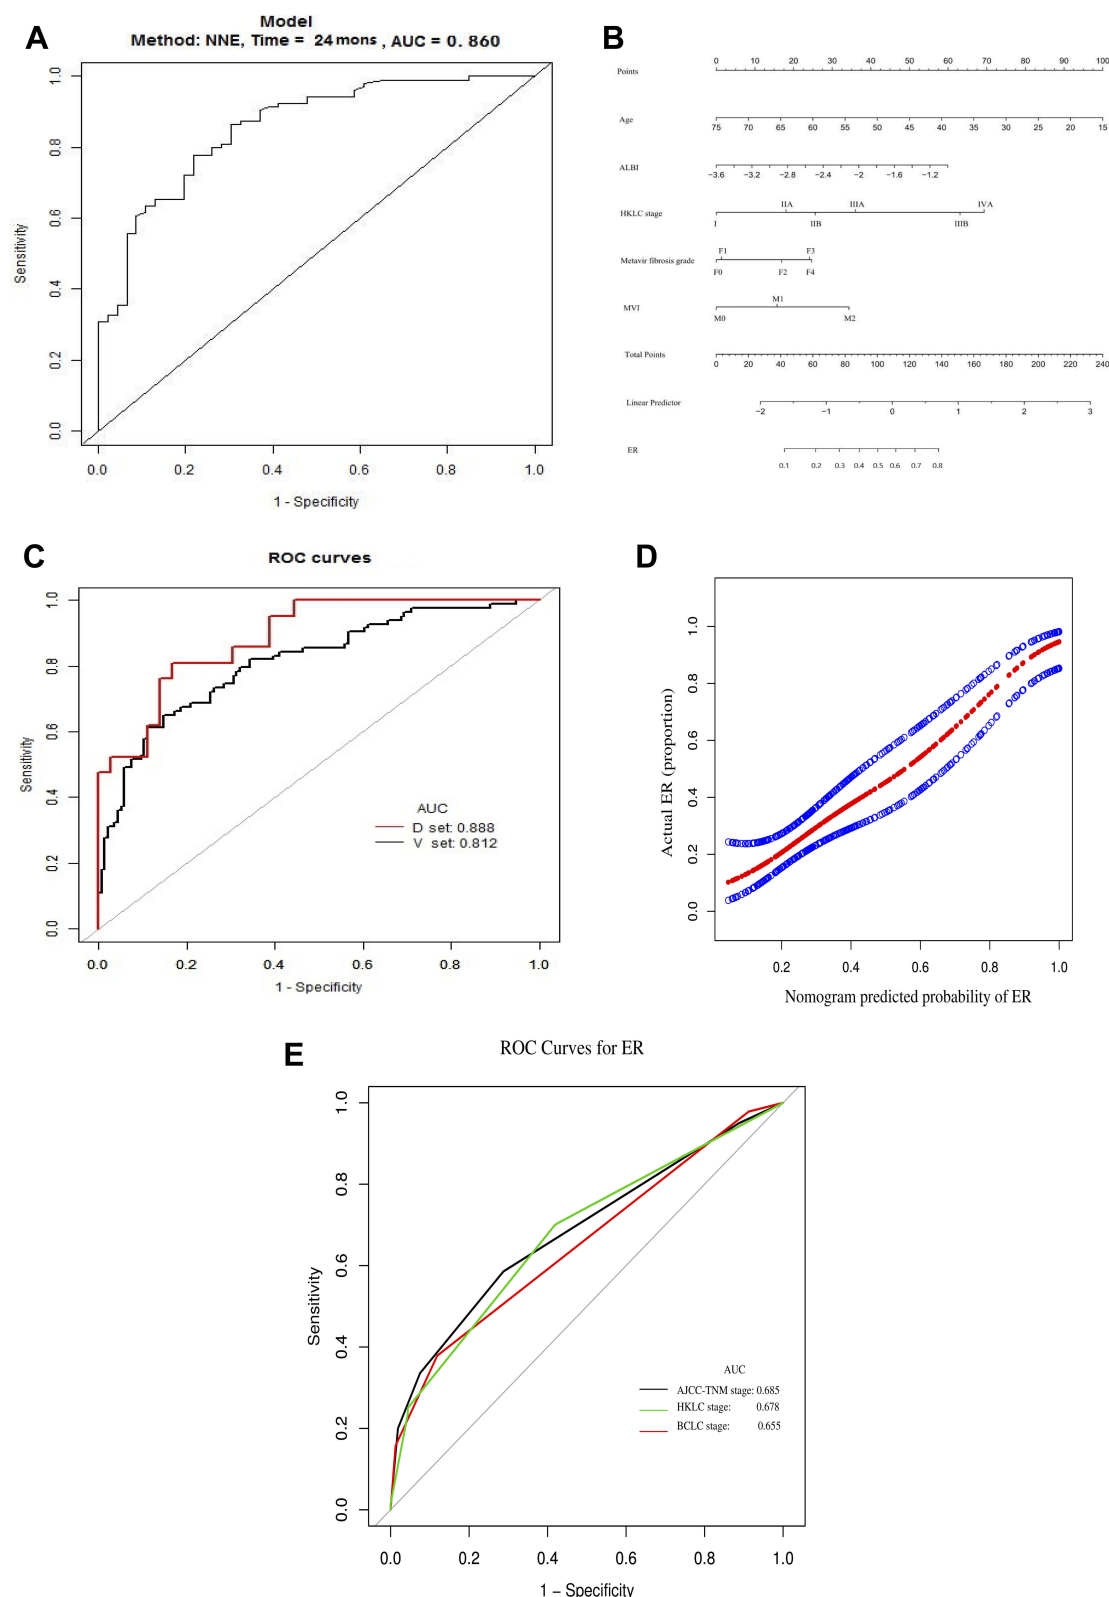 A
Model
Method: NNE, Time = 24 mons , AUC = 0. 860
Sensitivity
0.0 0.2 0.4 0.6 0.8 1.0
0.0 0.2 0.4 0.6 0.8 1.0
1 - Specificity
B
Points
0 10 20 30 40 50 60 70 80 90 100
Age
75 70 65 60 55 50 45 40 35 30 25 20 15
ALBI
−3.6 −3.2 −2.8 −2.4 −2 −1.6 −1.2
HKLC stage
IIA IIIA IVA
I IIB IIIB
Metavir fibrosis grade
F1 F3
F0 F2 F4
MVI
M1
M0 M2
Total Points
0 20 40 60 80 100 120 140 160 180 200 220 240
Linear Predictor
−2 −1 0 1 2 3
ER
0.1 0.2 0.3 0.4 0.5 0.6 0.7 0.8
C
ROC curves
Sensitivity
0.0 0.2 0.4 0.6 0.8 1.0
AUC
D set: 0.888
V set: 0.812
0.0 0.2 0.4 0.6 0.8 1.0
1 - Specificity
D
Actual ER (proportion)
0.0 0.2 0.4 0.6 0.8 1.0
0.2 0.4 0.6 0.8 1.0
Nomogram predicted probability of ER
E
ROC Curves for ER
Sensitivity
0.0 0.2 0.4 0.6 0.8 1.0
AUC
AJCC-TNM stage: 0.685
HKLC stage: 0.678
BCLC stage: 0.655
0.0 0.2 0.4 0.6 0.8 1.0
1 − Specificity